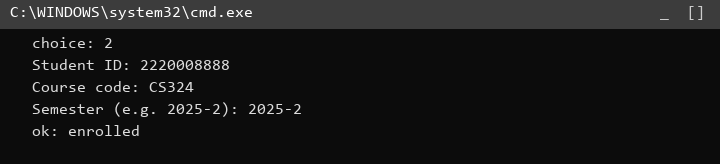 C:\WINDOWS\system32\cmd.exe
choice: 2
Student ID: 2220008888
Course code: CS324
Semester (e.g. 2025-2): 2025-2
ok: enrolled